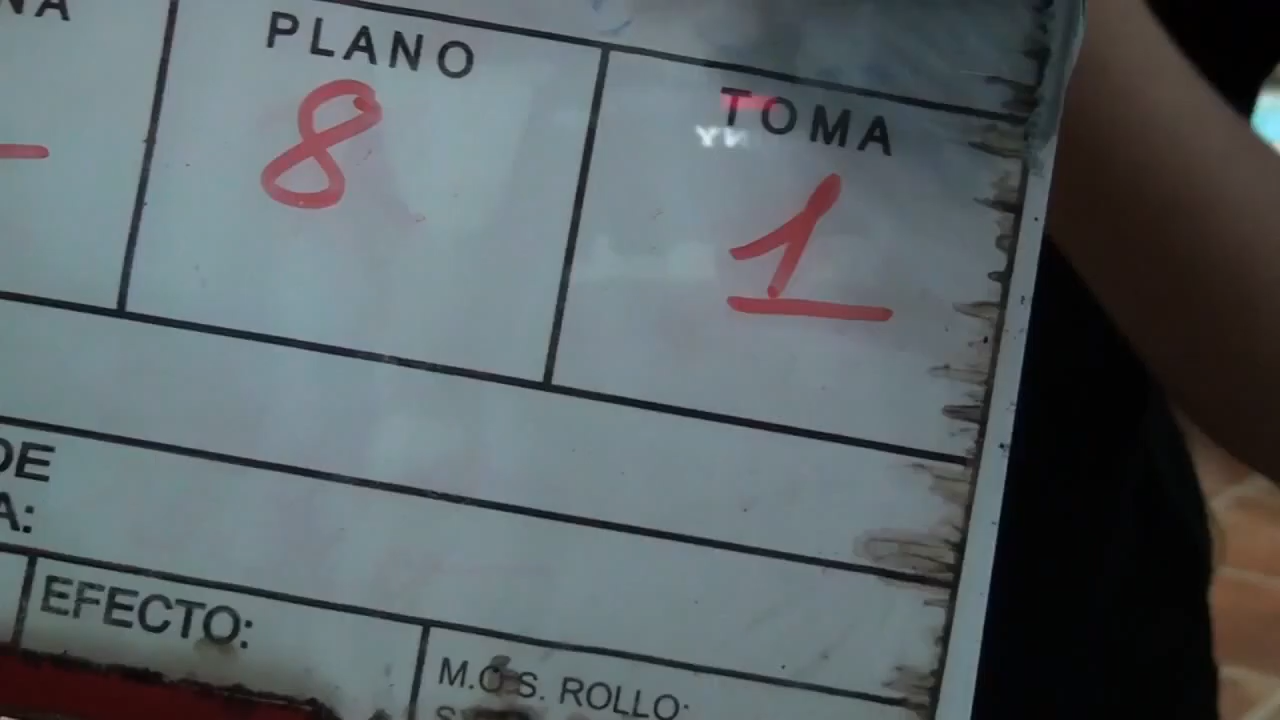 PLANO
TOMA
8
1
DE
A:
EFECTO:
M.O.S. ROLLO: